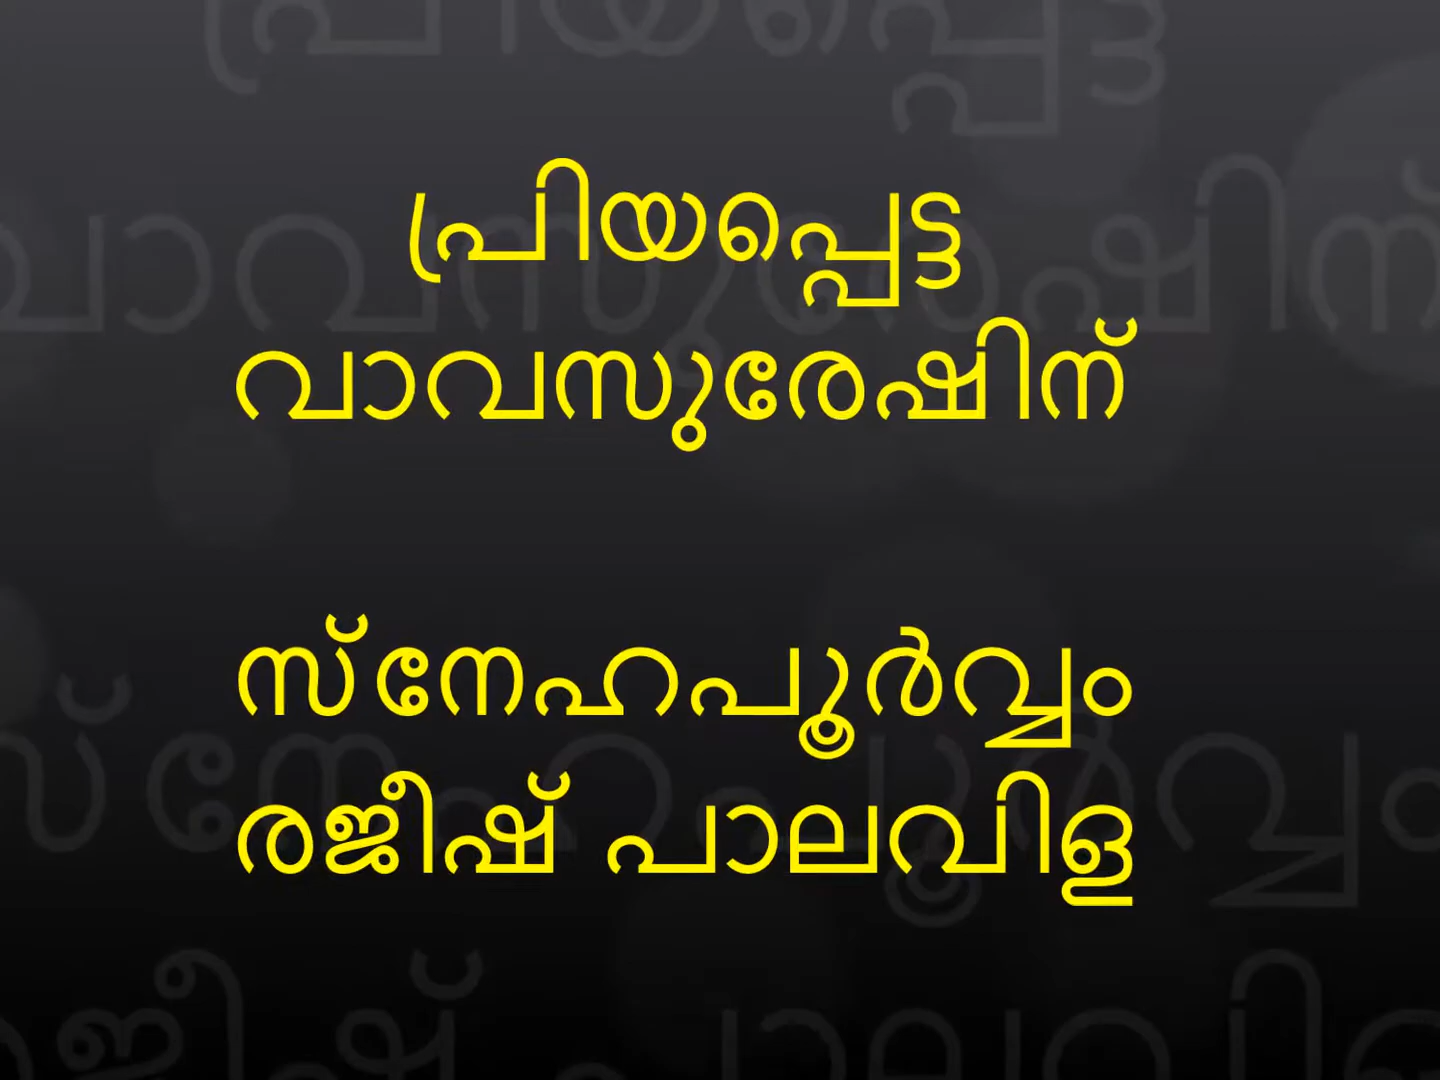 പ്രിയപ്പെട്ട
വാവസുരേഷിന്
സ്നേഹപൂർവ്വം
രജീഷ് പാലവിള